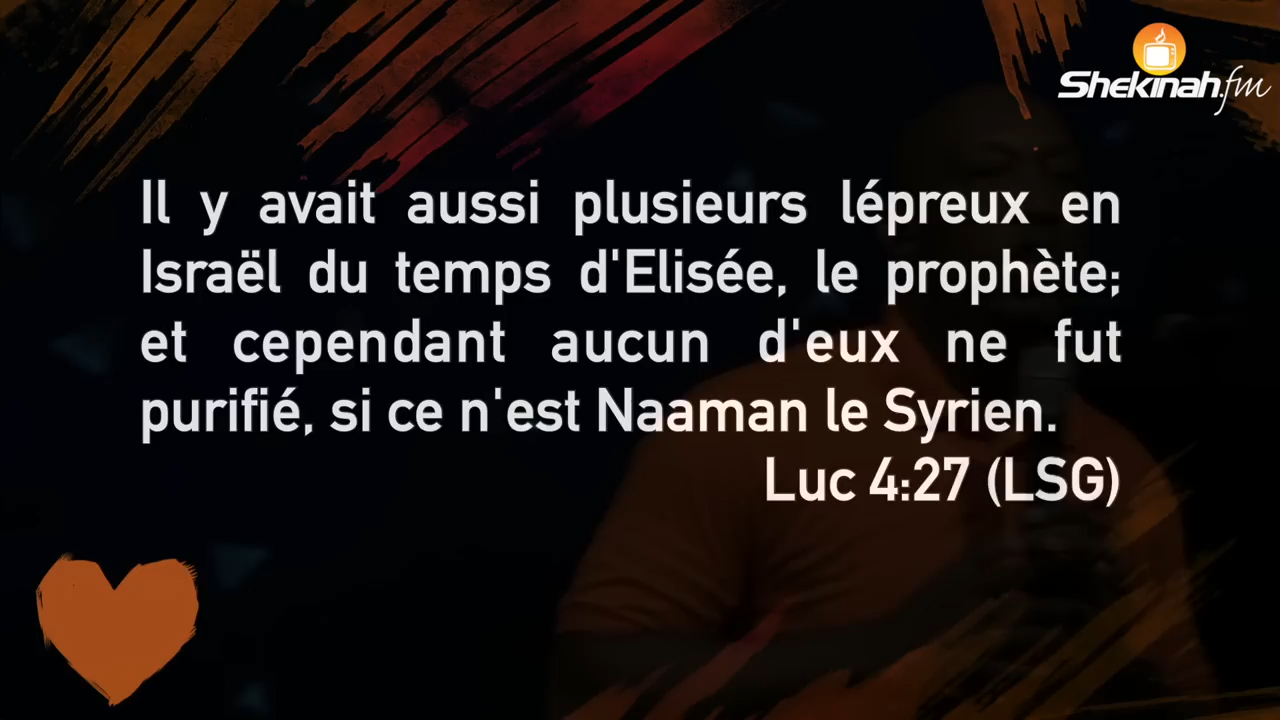 Shekinah.fm
Il y avait aussi plusieurs lépreux en
Israël du temps d'Elisée, le prophète;
et cependant aucun d'eux ne fut
purifié, si ce n'est Naaman le Syrien.
Luc 4:27 (LSG)